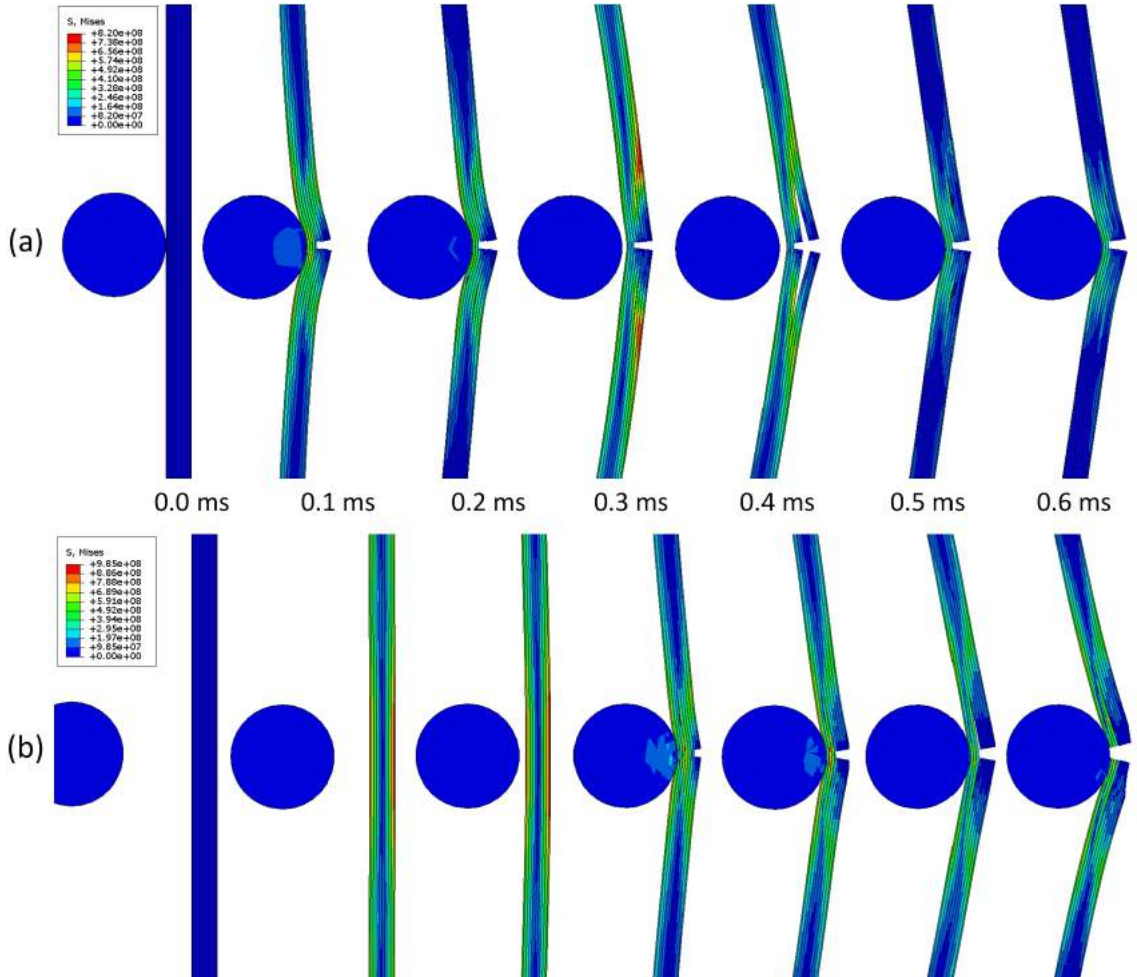 S, Mises
+8.20e+08
+7.38e+08
+6.56e+08
+5.74e+08
+4.92e+08
+4.10e+08
+3.28e+08
+2.46e+08
+1.64e+08
+8.20e+07
+0.00e+00
(a)
0.0 ms 0.1 ms 0.2 ms 0.3 ms 0.4 ms 0.5 ms 0.6 ms
S, Mises
+9.85e+08
+8.86e+08
+7.88e+08
+6.89e+08
+5.91e+08
+4.92e+08
+3.94e+08
+2.95e+08
+1.97e+08
+9.85e+07
+0.00e+00
(b)